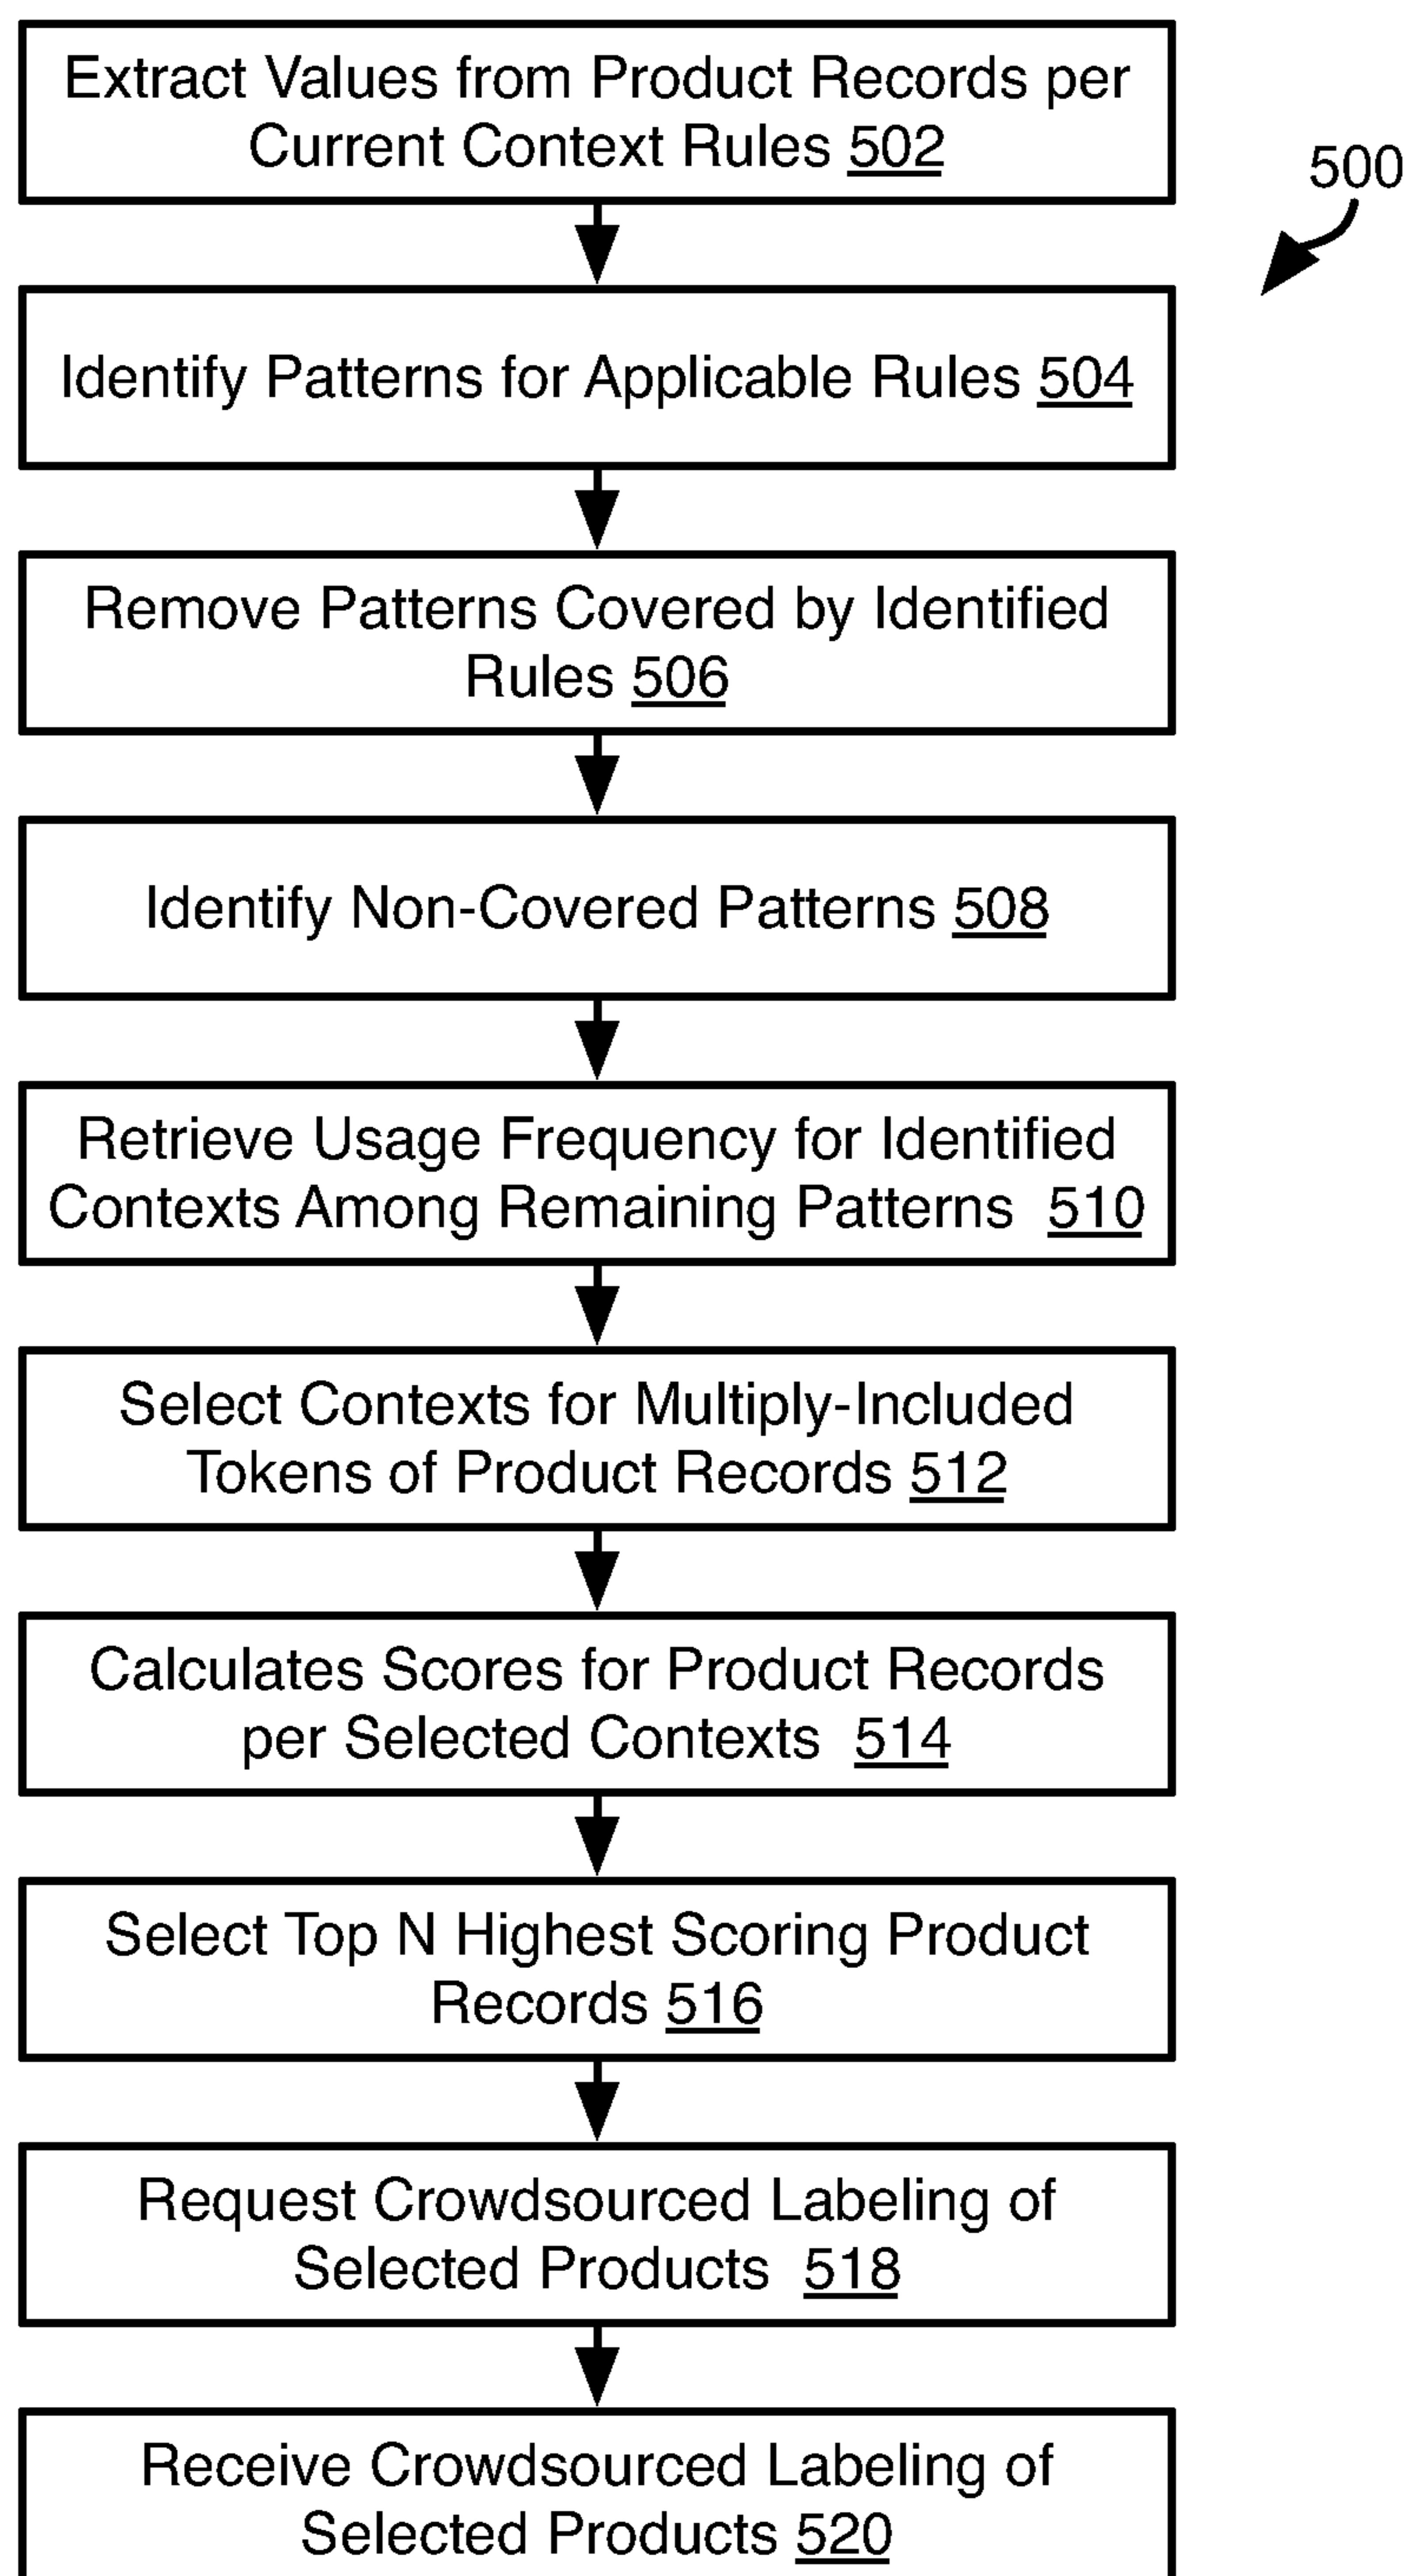 Extract Values from Product Records per
Current Context Rules 502
500
Identify Patterns for Applicable Rules 504
Remove Patterns Covered by Identified
Rules 506
Identify Non-Covered Patterns 508
Retrieve Usage Frequency for Identified
Contexts Among Remaining Patterns 510
Select Contexts for Multiply-Included
Tokens of Product Records 512
Calculates Scores for Product Records
per Selected Contexts 514
Select Top N Highest Scoring Product
Records 516
Request Crowdsourced Labeling of
Selected Products 518
Receive Crowdsourced Labeling of
Selected Products 520